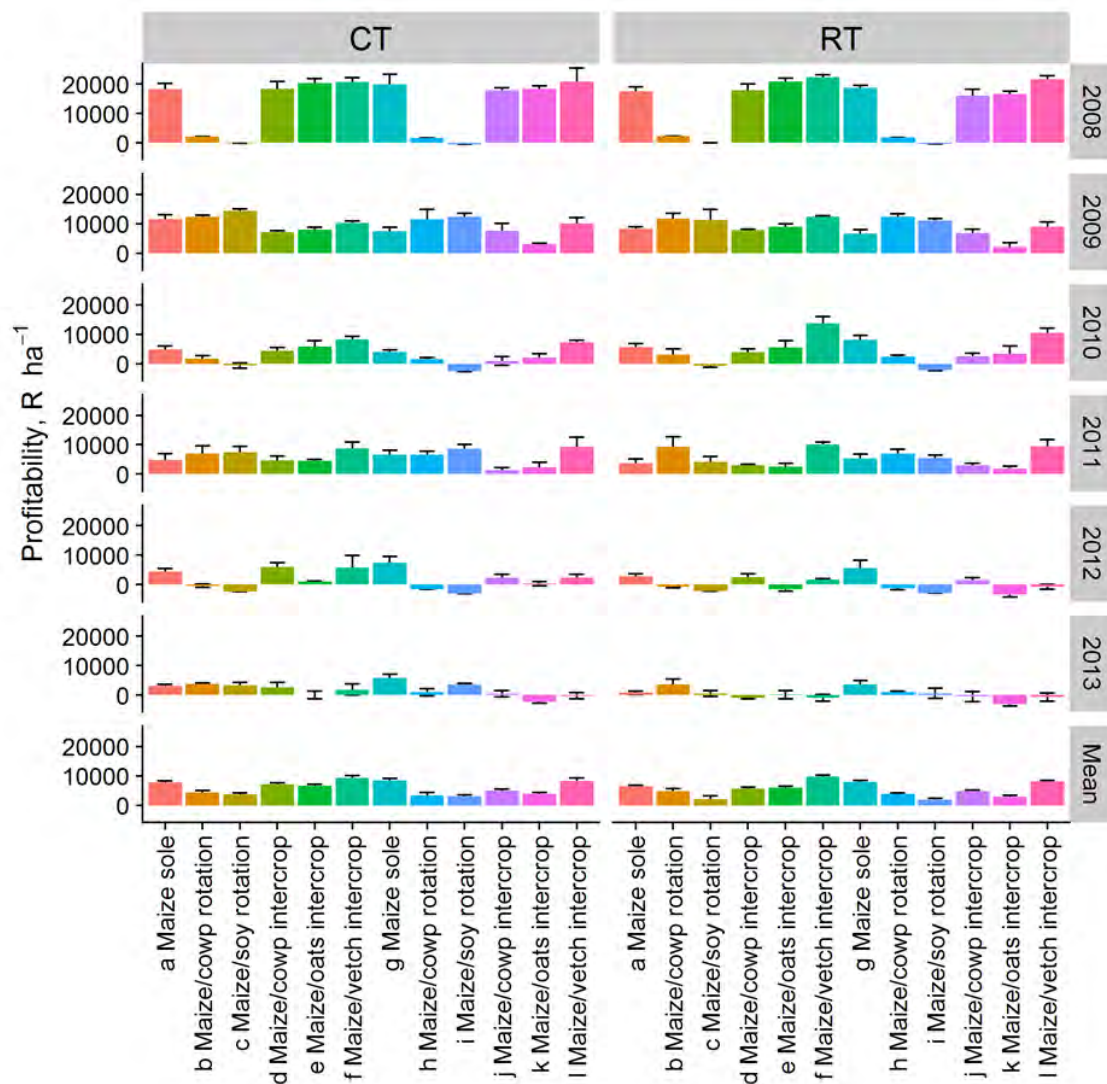 CT RT
20000
10000
0
2008
20000
10000
0
2009
20000
10000
0
2010
20000
10000
0
2011
20000
10000
0
2012
20000
10000
0
2013
20000
10000
0
Mean
Profitability, R ha⁻¹
a Maize sole
b Maize/cowp rotation
c Maize/soy rotation
d Maize/cowp intercrop
e Maize/oats intercrop
f Maize/vetch intercrop
g Maize sole
h Maize/cowp rotation
i Maize/soy rotation
j Maize/cowp intercrop
k Maize/oats intercrop
l Maize/vetch intercrop
a Maize sole
b Maize/cowp rotation
c Maize/soy rotation
d Maize/cowp intercrop
e Maize/oats intercrop
f Maize/vetch intercrop
g Maize sole
h Maize/cowp rotation
i Maize/soy rotation
j Maize/cowp intercrop
k Maize/oats intercrop
l Maize/vetch intercrop